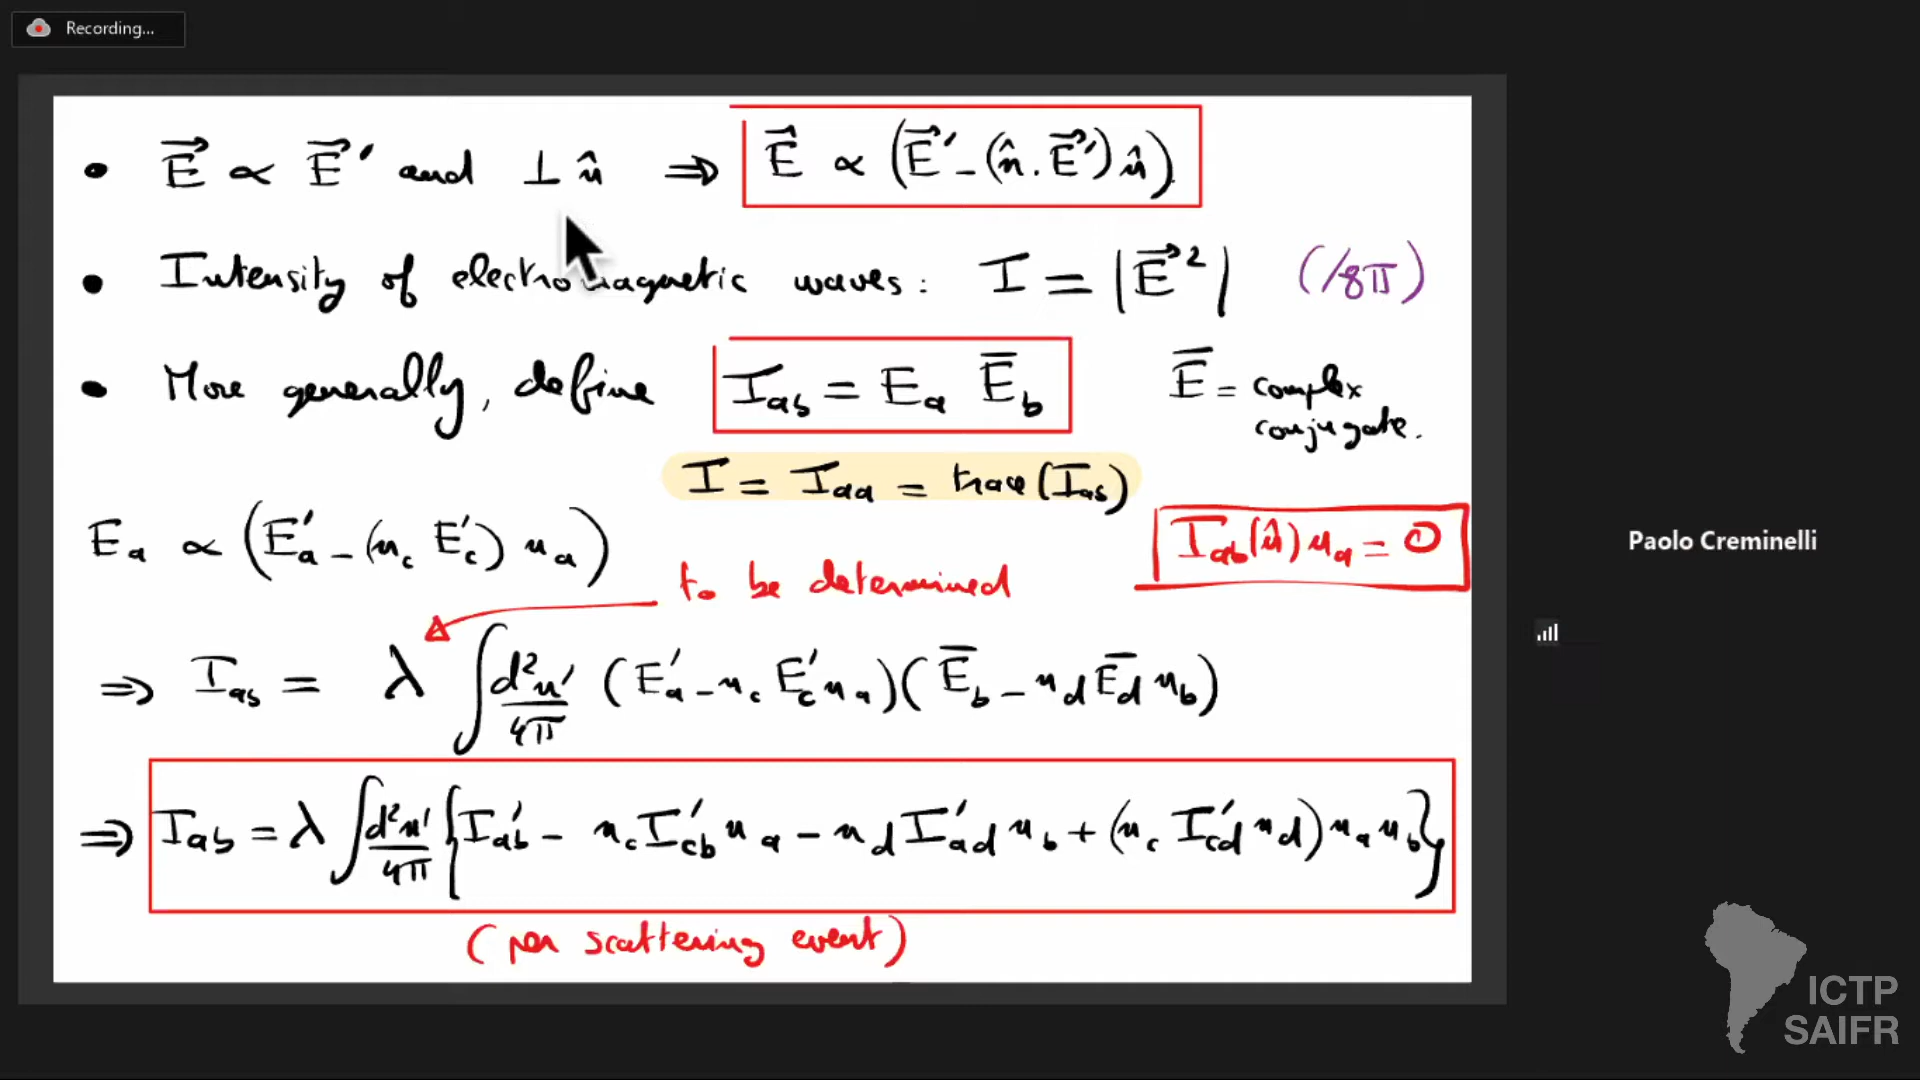 Recording...
• E⃗ ∝ E⃗′ and ⊥ n̂ ⇒ E⃗ ∝ (E⃗′ - (n̂ . E⃗′) n̂)
• Intensity of electromagnetic waves: I = |E⃗²| (/8π)
• More generally, define I_ab = E_a E̅_b E̅ = complex conjugate.
I = I_aa = trace(I_ab)
E_a ∝ (E′_a - (n_c E′_c) n_a) I_ab(n̂) n_a = 0
to be determined
⇒ I_ab = λ ∫ d²n′/4π (E′_a - n_c E′_c n_a)(E̅_b - n_d E̅_d n_b)
⇒ I_ab = λ ∫ d²n′/4π {I′_ab - n_c I′_cb n_a - n_d I′_ad n_b + (n_c I′_cd n_d) n_a n_b}
(per scattering event)
Paolo Creminelli
ICTP
SAIFR